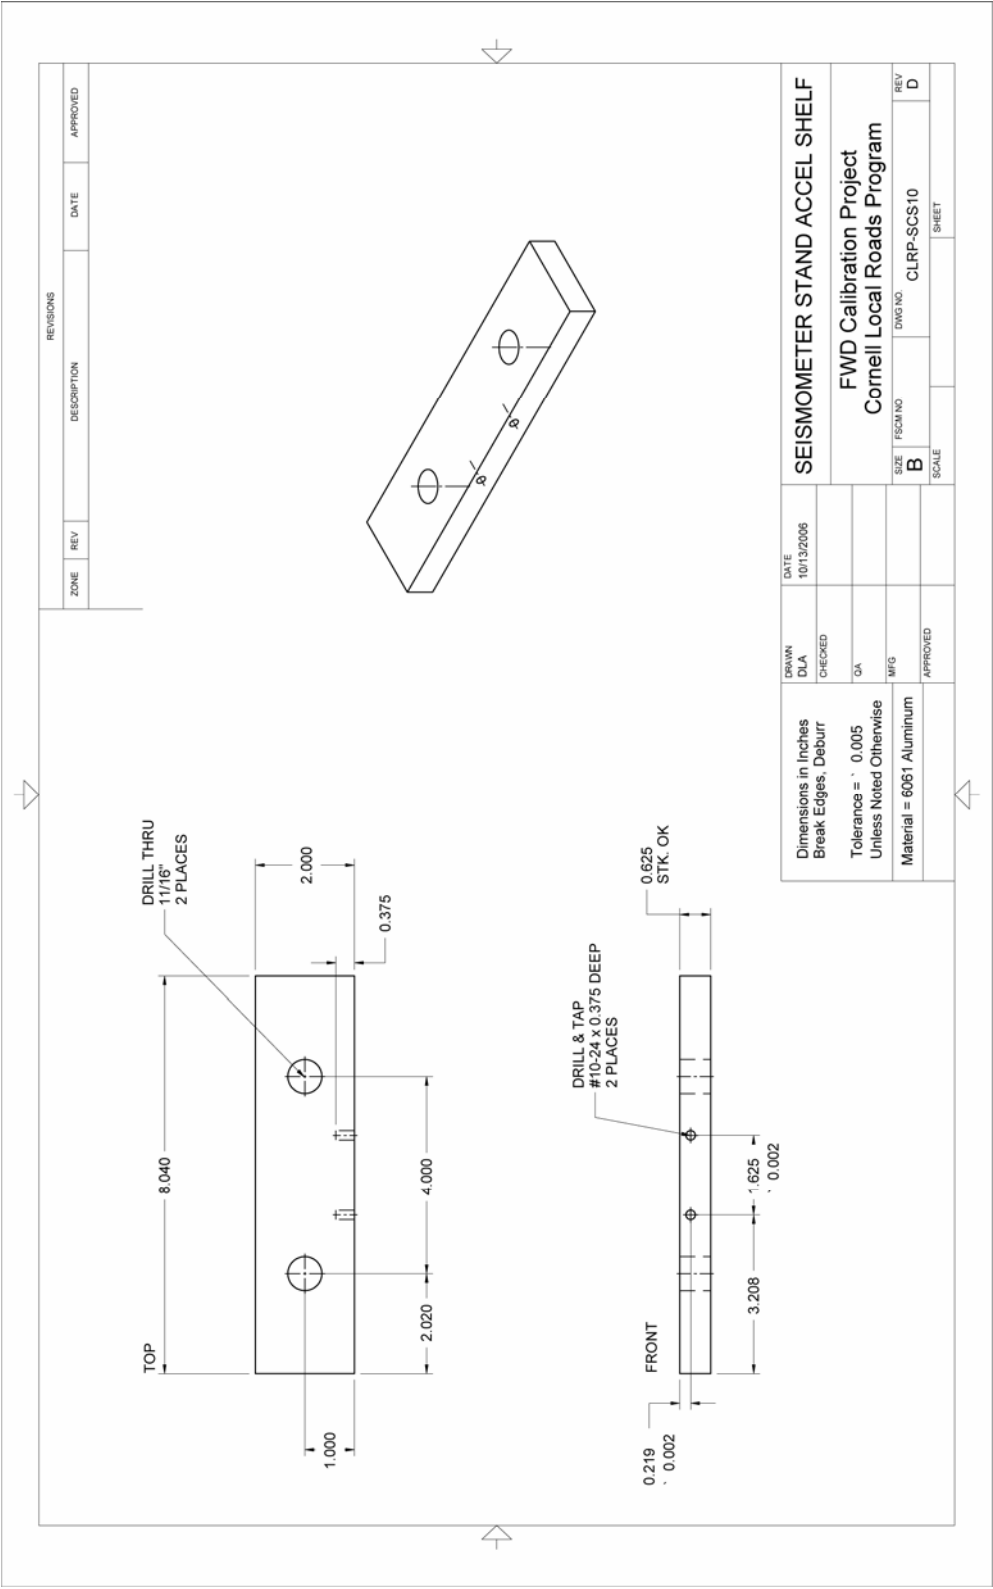 REVISIONS
ZONE REV DESCRIPTION DATE APPROVED
TOP
8.040
DRILL THRU
11/16"
2 PLACES
2.000
0.375
1.000
2.020
4.000
FRONT
DRILL & TAP
#10-24 x 0.375 DEEP
2 PLACES
0.625
STK. OK
0.219
` 0.002
3.208
1.625
` 0.002
Dimensions in Inches
Break Edges, Deburr
Tolerance = ` 0.005
Unless Noted Otherwise
Material = 6061 Aluminum
DRAWN
DLA
DATE
10/13/2006
CHECKED
QA
MFG
APPROVED
SEISMOMETER STAND ACCEL SHELF
FWD Calibration Project
Cornell Local Roads Program
SIZE
B
FSCM NO
DWG NO.
CLRP-SCS10
REV
D
SCALE
SHEET